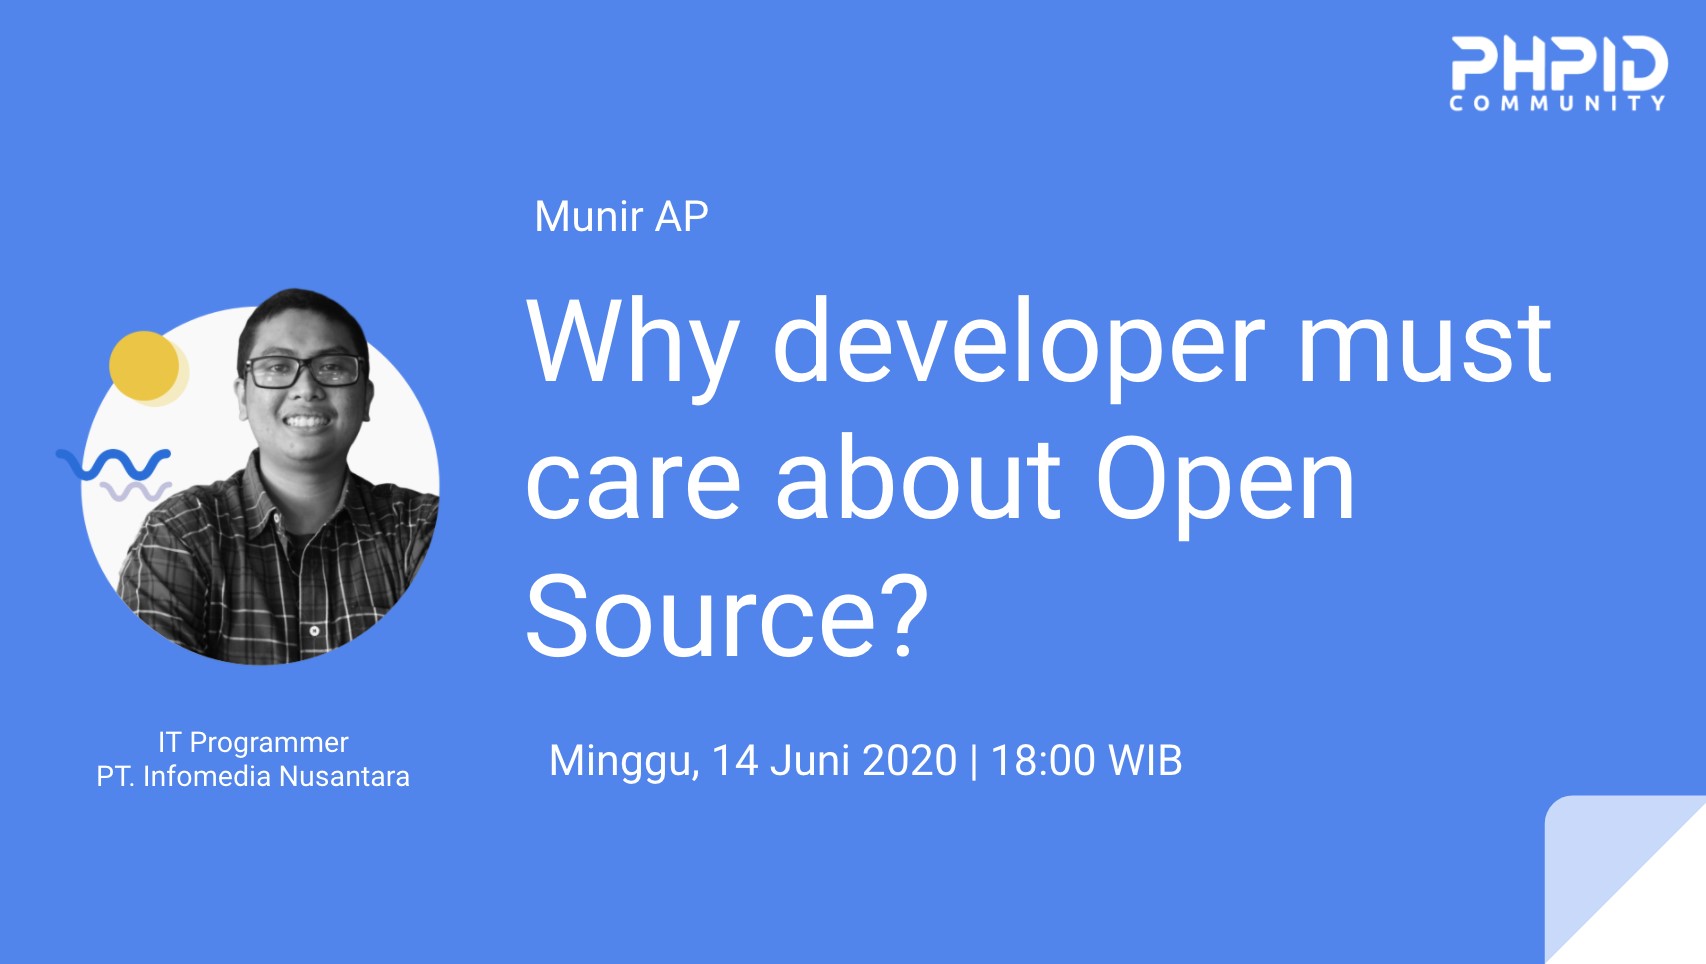 PHPID
COMMUNITY
Munir AP
Why developer must
care about Open
Source?
IT Programmer
PT. Infomedia Nusantara
Minggu, 14 Juni 2020 | 18:00 WIB